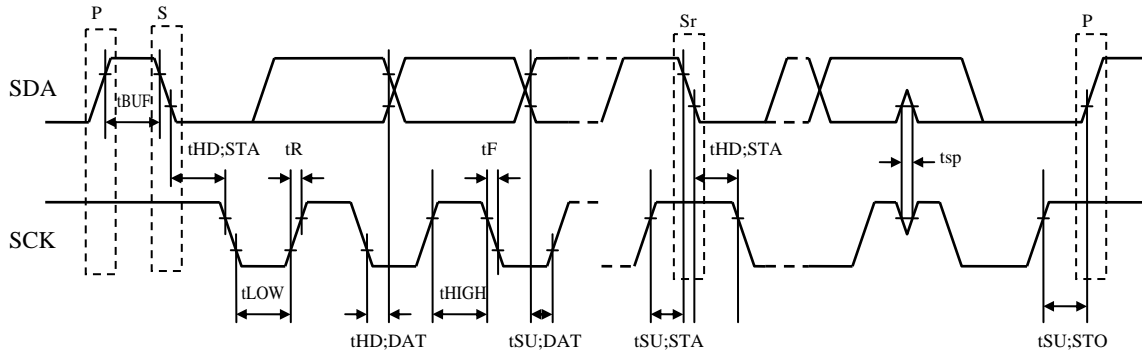 P S Sr P
SDA
tBUF
tHD;STA tR tF tHD;STA tsp
SCK
tLOW tHIGH
tHD;DAT tSU;DAT tSU;STA tSU;STO